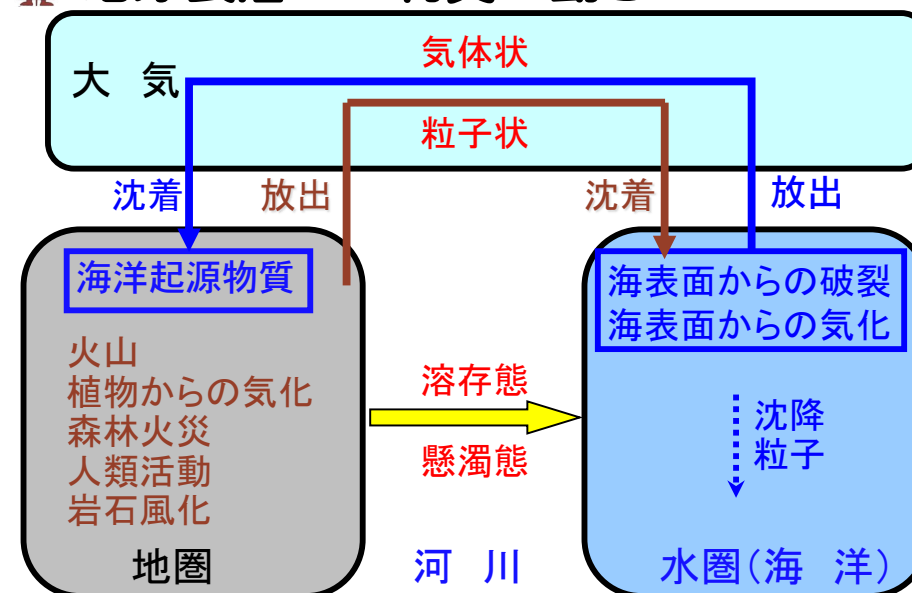 大 気
気体状
粒子状
沈着
放出
沈着
放出
海洋起源物質
火山
植物からの気化
森林火災
人類活動
岩石風化
地圏
溶存態
懸濁態
河 川
海表面からの破裂
海表面からの気化
沈降
粒子
水圏(海 洋)